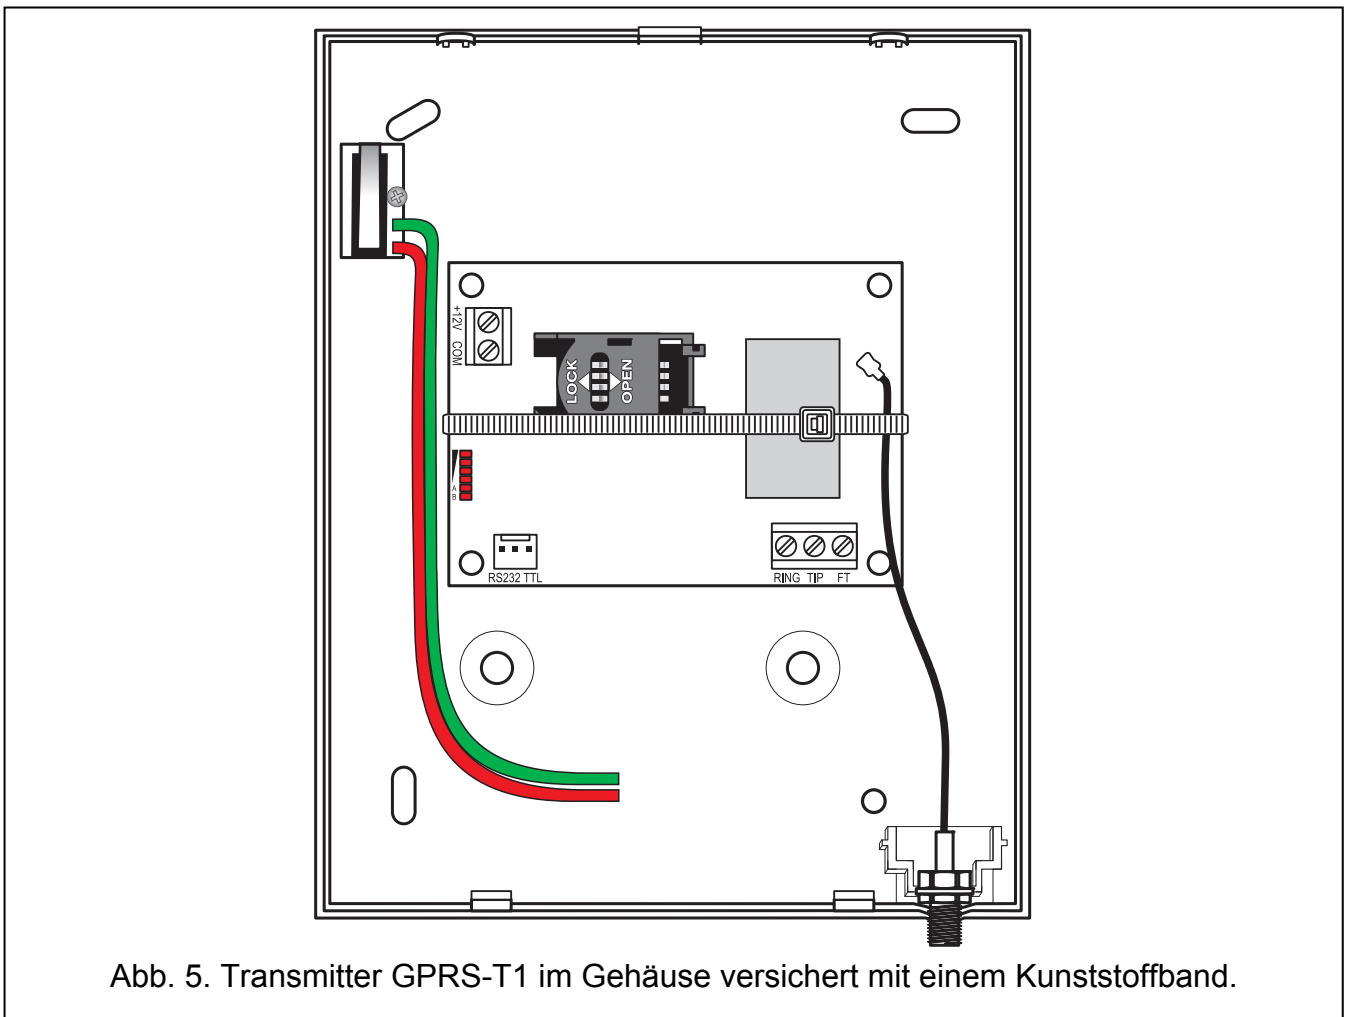 +12V
COM
LOCK
OPEN
A
B
RS232 TTL
RING TIP FT
Abb. 5. Transmitter GPRS-T1 im Gehäuse versichert mit einem Kunststoffband.